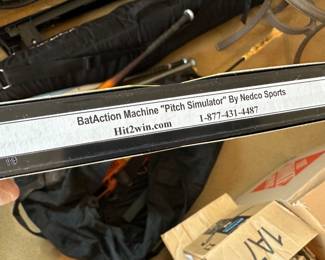 BatAction Machine "Pitch Simulator" By Nedco Sports
Hit2win.com 1-877-431-4487